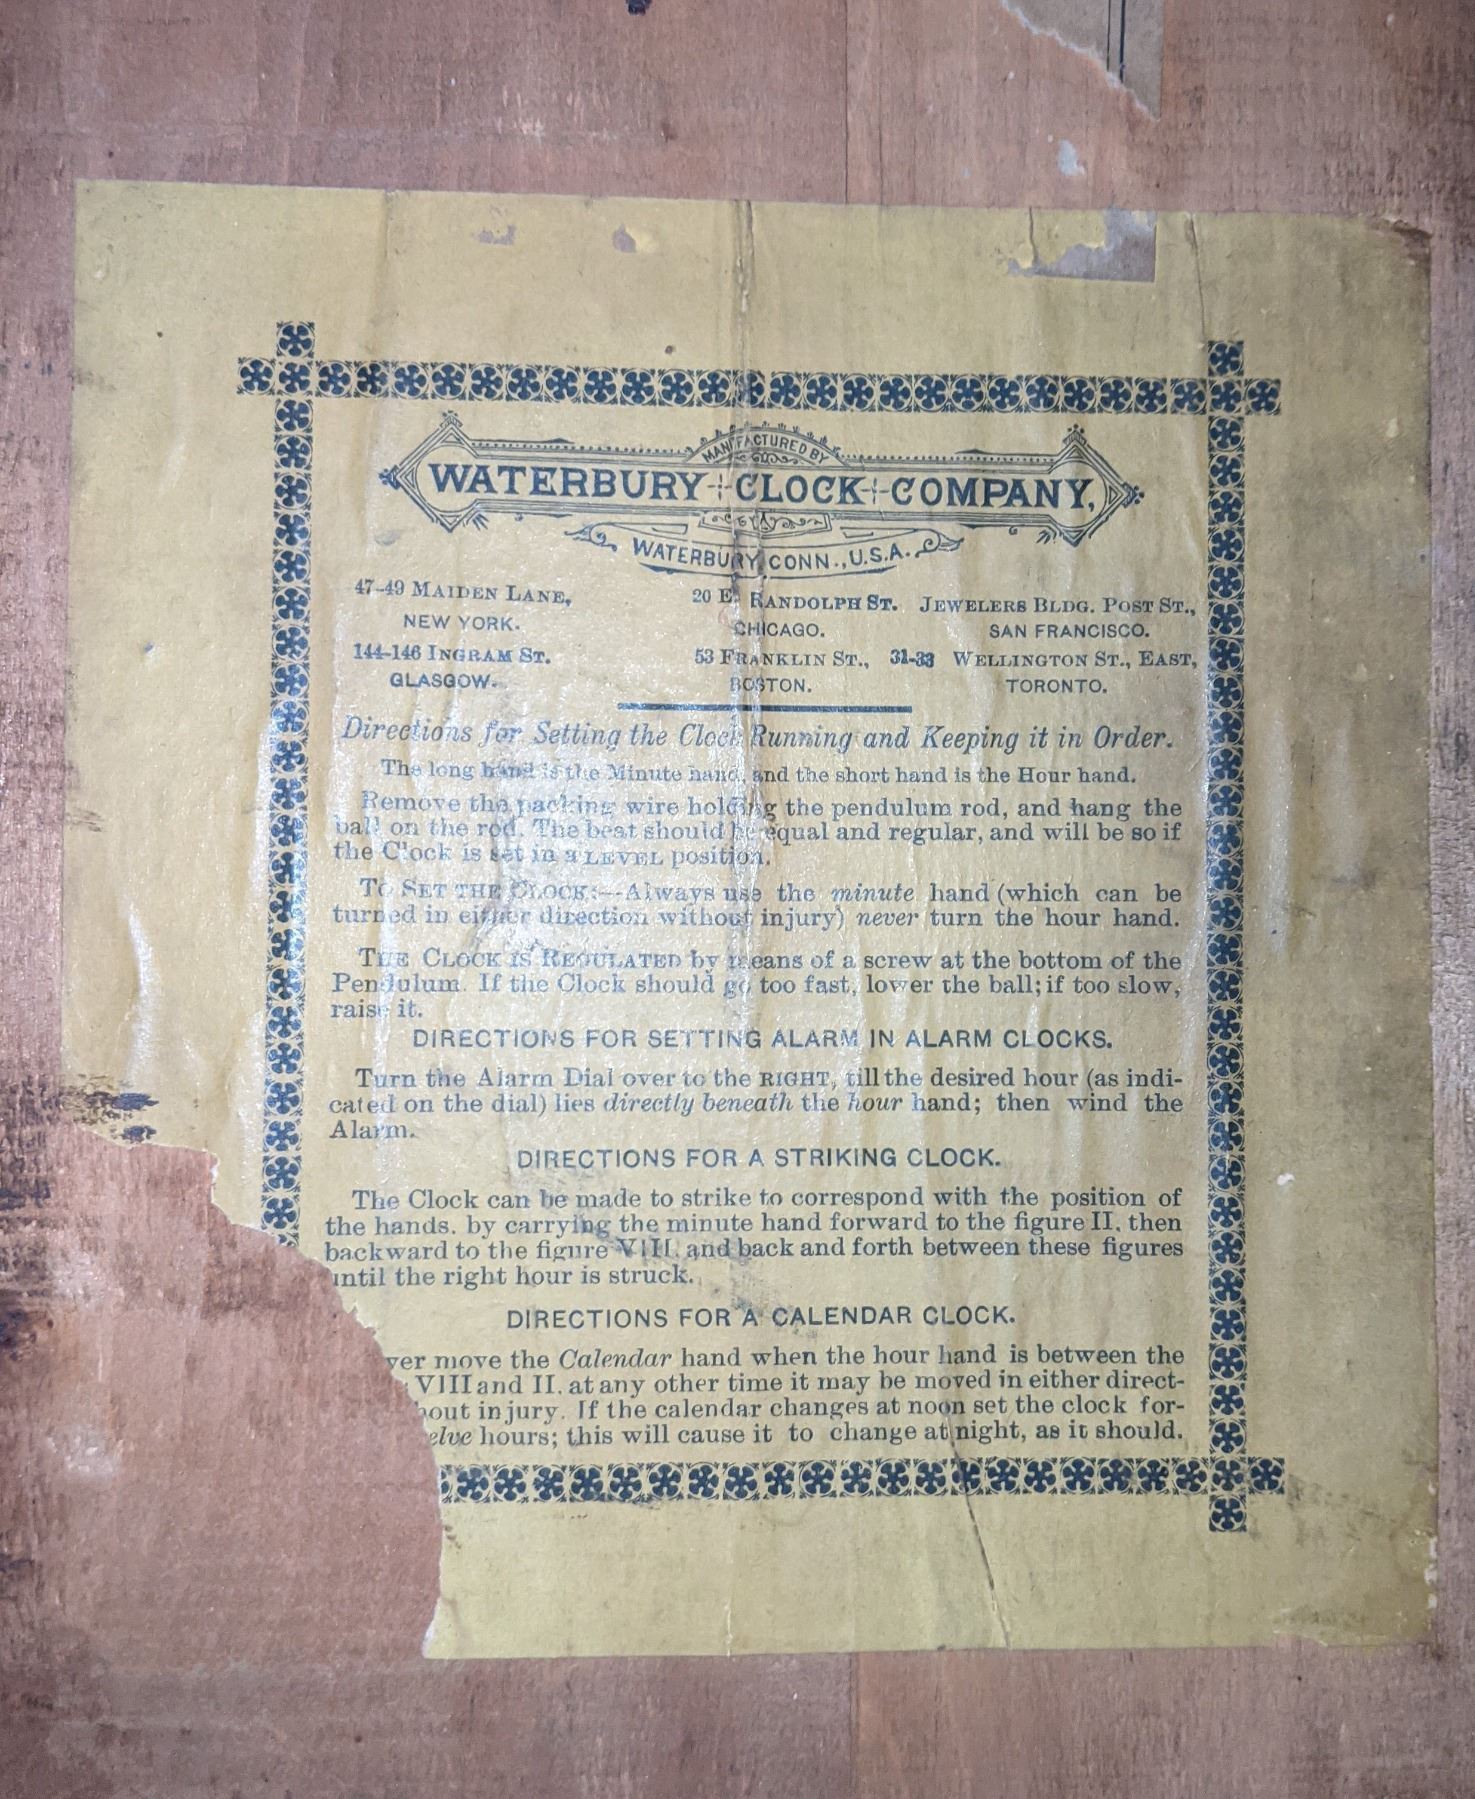 MANUFACTURED BY
WATERBURY CLOCK COMPANY,
WATERBURY, CONN., U.S.A.
47-49 MAIDEN LANE, 20 E. RANDOLPH ST. JEWELERS BLDG. POST ST.,
NEW YORK. CHICAGO. SAN FRANCISCO.
144-146 INGRAM ST. 53 FRANKLIN ST., 31-33 WELLINGTON ST., EAST,
GLASGOW. BOSTON. TORONTO.
Directions for Setting the Clock Running and Keeping it in Order.
The long hand is the Minute hand, and the short hand is the Hour hand.
Remove the packing wire holding the pendulum rod, and hang the
ball on the rod. The beat should be equal and regular, and will be so if
the Clock is set in a LEVEL position.
TO SET THE CLOCK:--Always use the minute hand (which can be
turned in either direction without injury) never turn the hour hand.
THE CLOCK IS REGULATED by means of a screw at the bottom of the
Pendulum. If the Clock should go too fast, lower the ball; if too slow,
raise it.
DIRECTIONS FOR SETTING ALARM IN ALARM CLOCKS.
Turn the Alarm Dial over to the RIGHT, till the desired hour (as indi-
cated on the dial) lies directly beneath the hour hand; then wind the
Alarm.
DIRECTIONS FOR A STRIKING CLOCK.
The Clock can be made to strike to correspond with the position of
the hands. by carrying the minute hand forward to the figure II, then
backward to the figure VIII. and back and forth between these figures
until the right hour is struck.
DIRECTIONS FOR A CALENDAR CLOCK.
ver move the Calendar hand when the hour hand is between the
VIII and II. at any other time it may be moved in either direct-
hout injury. If the calendar changes at noon set the clock for-
elve hours; this will cause it to change at night, as it should.